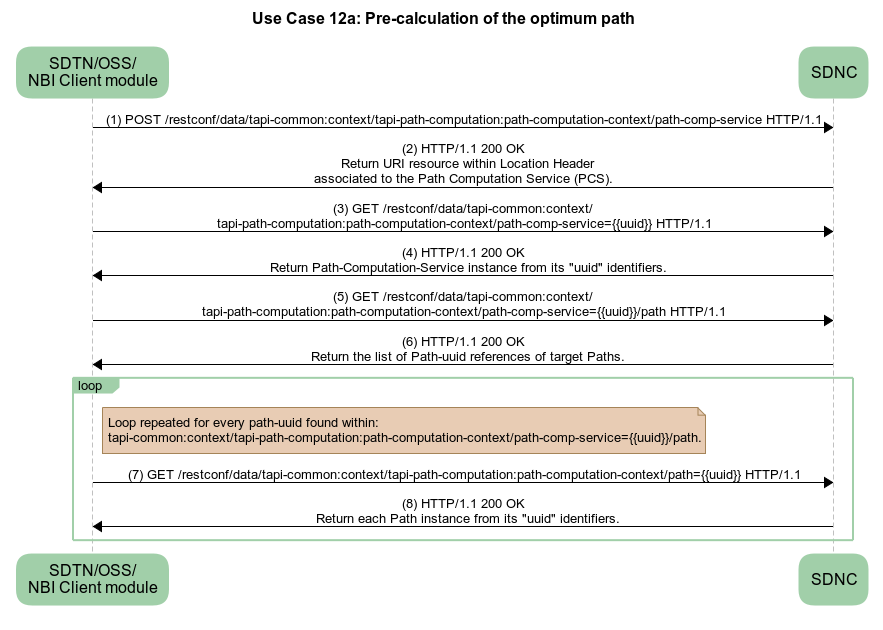 Use Case 12a: Pre-calculation of the optimum path
SDTN/OSS/
NBI Client module
SDNC
(1) POST /restconf/data/tapi-common:context/tapi-path-computation:path-computation-context/path-comp-service HTTP/1.1
(2) HTTP/1.1 200 OK
Return URI resource within Location Header
associated to the Path Computation Service (PCS).
(3) GET /restconf/data/tapi-common:context/
tapi-path-computation:path-computation-context/path-comp-service={{uuid}} HTTP/1.1
(4) HTTP/1.1 200 OK
Return Path-Computation-Service instance from its "uuid" identifiers.
(5) GET /restconf/data/tapi-common:context/
tapi-path-computation:path-computation-context/path-comp-service={{uuid}}/path HTTP/1.1
(6) HTTP/1.1 200 OK
Return the list of Path-uuid references of target Paths.
loop
Loop repeated for every path-uuid found within:
tapi-common:context/tapi-path-computation:path-computation-context/path-comp-service={{uuid}}/path.
(7) GET /restconf/data/tapi-common:context/tapi-path-computation:path-computation-context/path={{uuid}} HTTP/1.1
(8) HTTP/1.1 200 OK
Return each Path instance from its "uuid" identifiers.
SDTN/OSS/
NBI Client module
SDNC